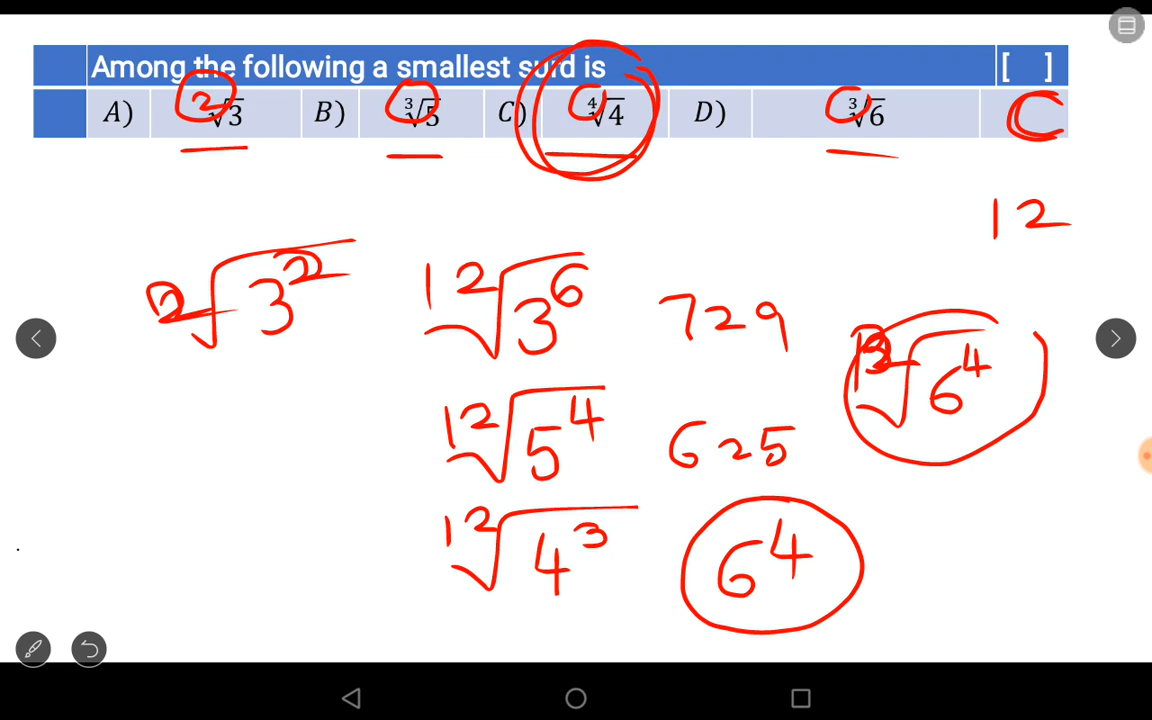 Among the following a smallest surd is [ ]
A) ²√3 B) ³√5 C) ⁴√4 D) ³√6 C
12
²√3² ¹²√3⁶ 729
¹²√6⁴
¹²√5⁴ 625
¹²√4³ 6⁴